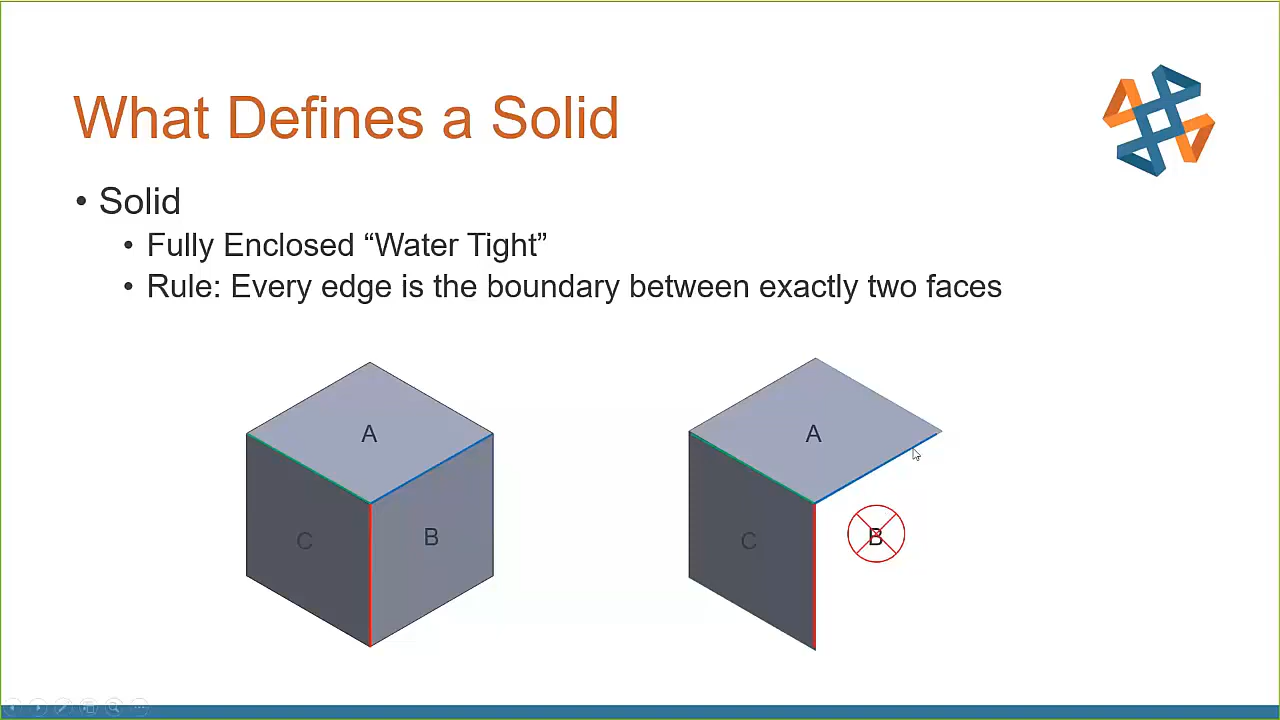 What Defines a Solid
• Solid
• Fully Enclosed “Water Tight”
• Rule: Every edge is the boundary between exactly two faces
A
A
C
B
C
B